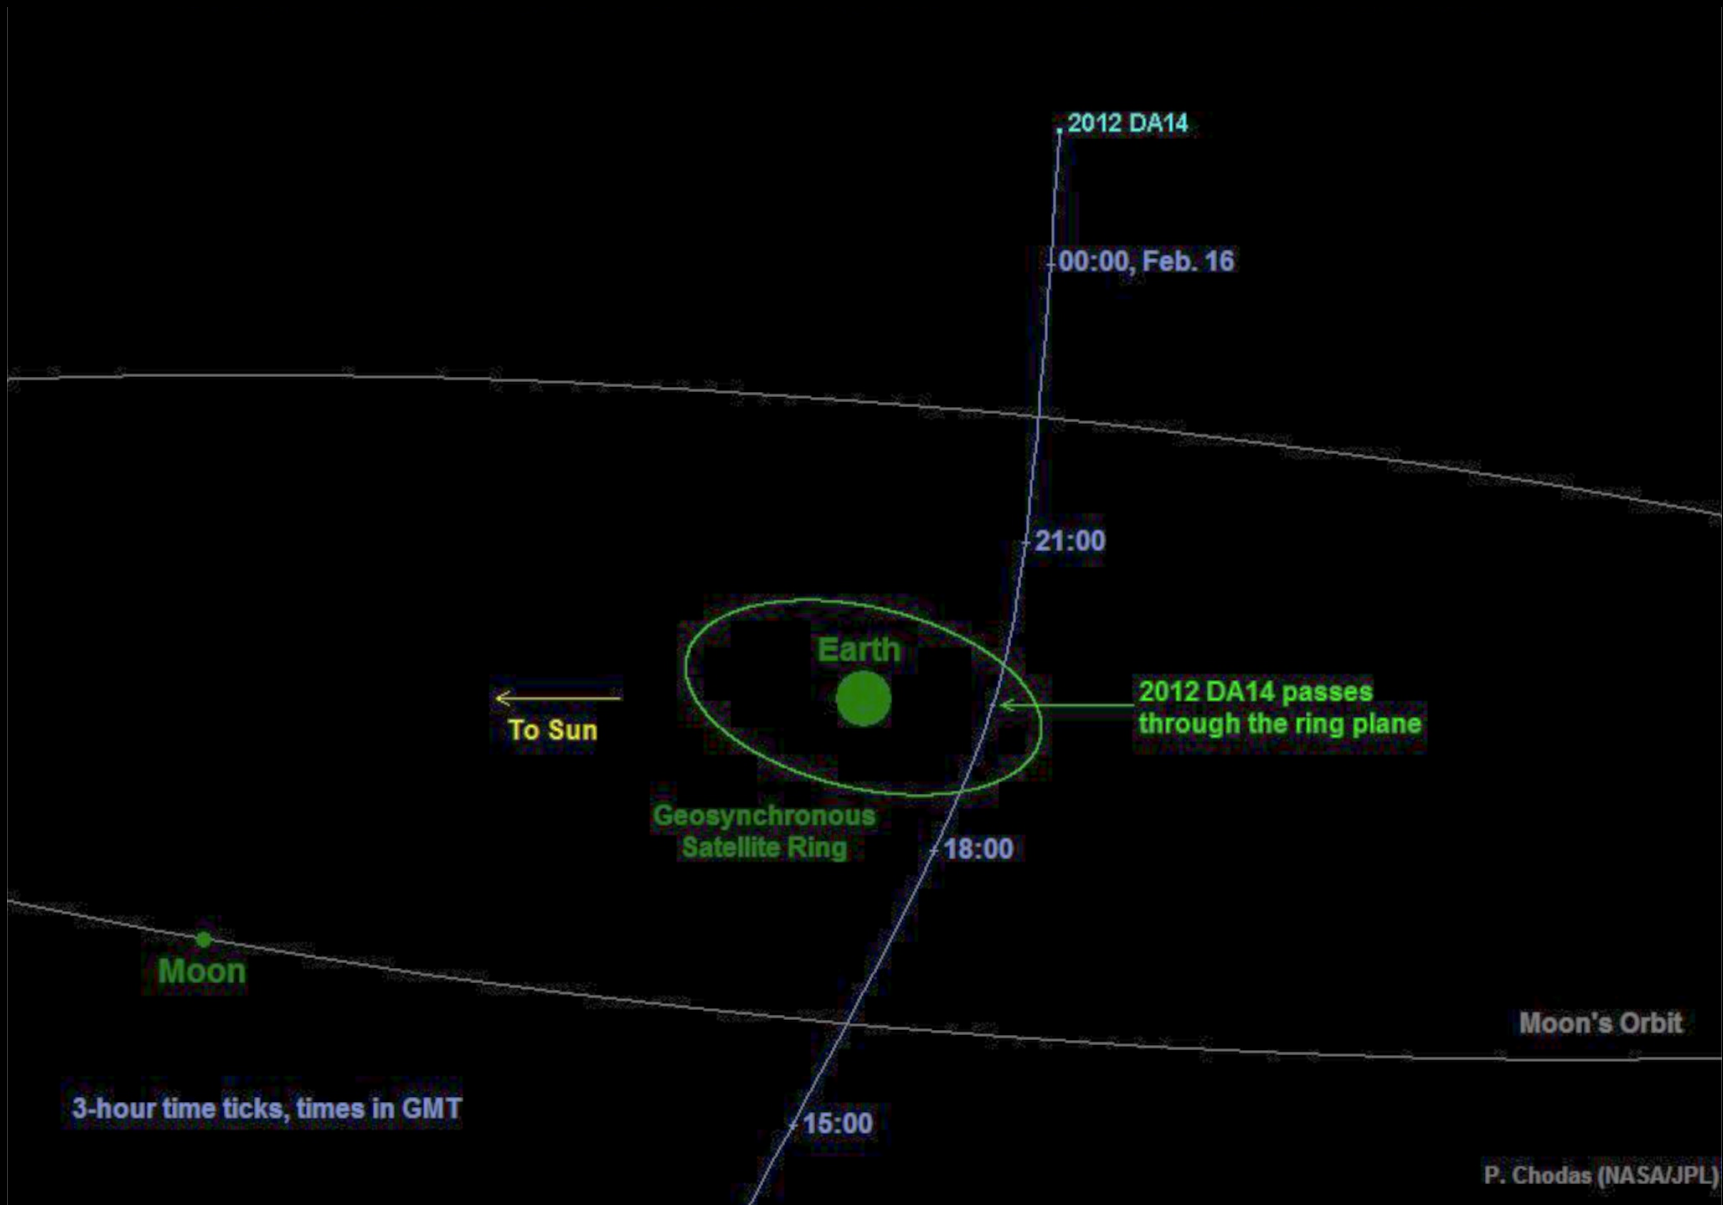 2012 DA14
00:00, Feb. 16
21:00
Earth
2012 DA14 passes
through the ring plane
To Sun
Geosynchronous
Satellite Ring
18:00
Moon
Moon's Orbit
3-hour time ticks, times in GMT
15:00
P. Chodas (NASA/JPL)